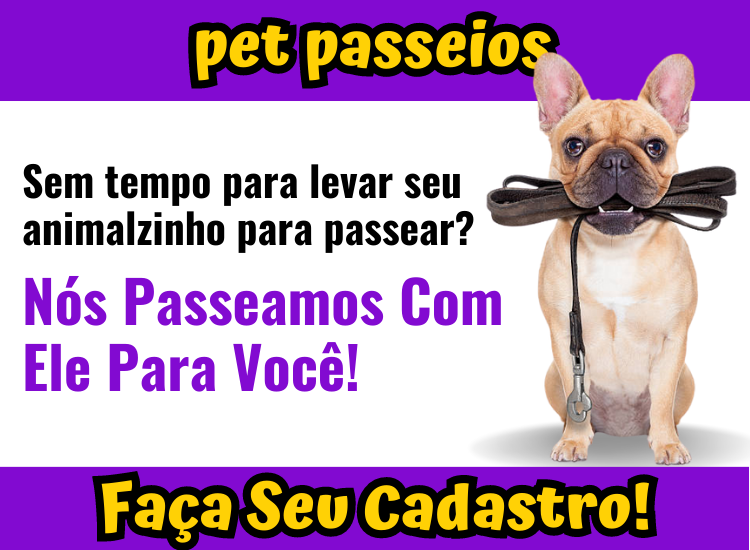 pet passeios
Sem tempo para levar seu
animalzinho para passear?
Nós Passeamos Com
Ele Para Você!
Faça Seu Cadastro!